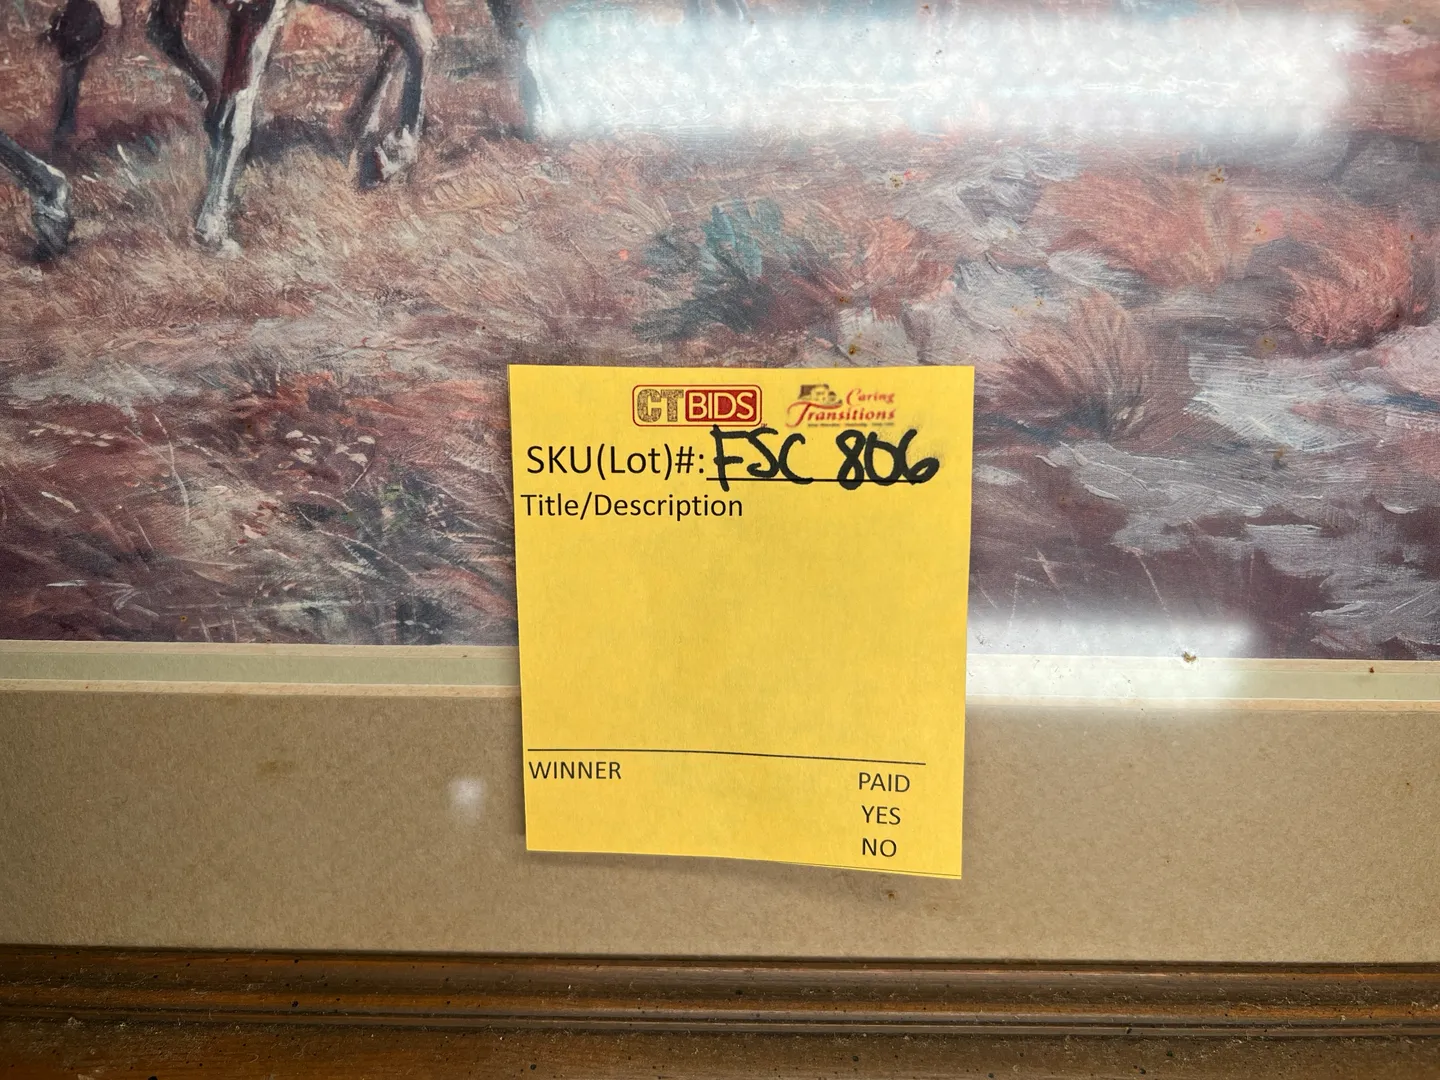 CTBIDS
Caring
Transitions
SKU(Lot)#: FSC 806
Title/Description
WINNER
PAID
YES
NO